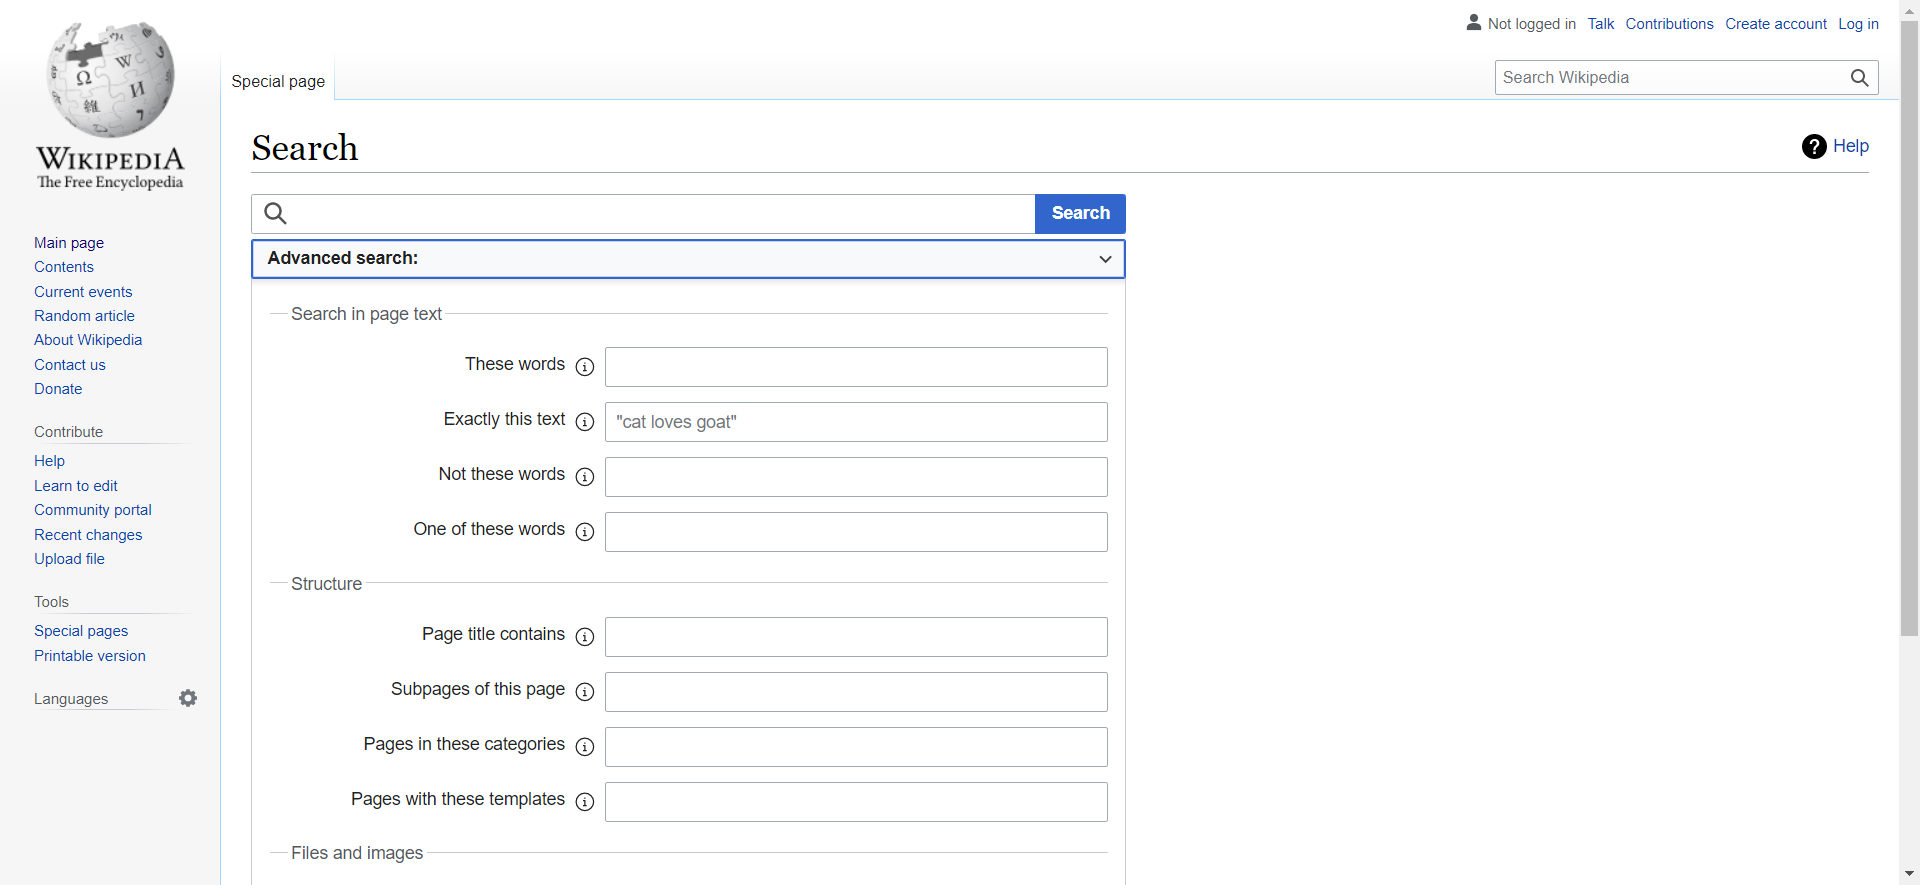 Not logged in Talk Contributions Create account Log in
WIKIPEDIA
The Free Encyclopedia
Special page
Search Wikipedia
Search
Help
Search
Advanced search:
Main page
Contents
Current events
Random article
About Wikipedia
Contact us
Donate
Contribute
Help
Learn to edit
Community portal
Recent changes
Upload file
Tools
Special pages
Printable version
Languages
Search in page text
These words
Exactly this text "cat loves goat"
Not these words
One of these words
Structure
Page title contains
Subpages of this page
Pages in these categories
Pages with these templates
Files and images